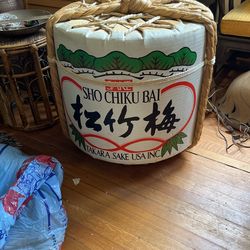 SHO CHIKU BAI
松竹梅
TAKARA SAKE USA INC.